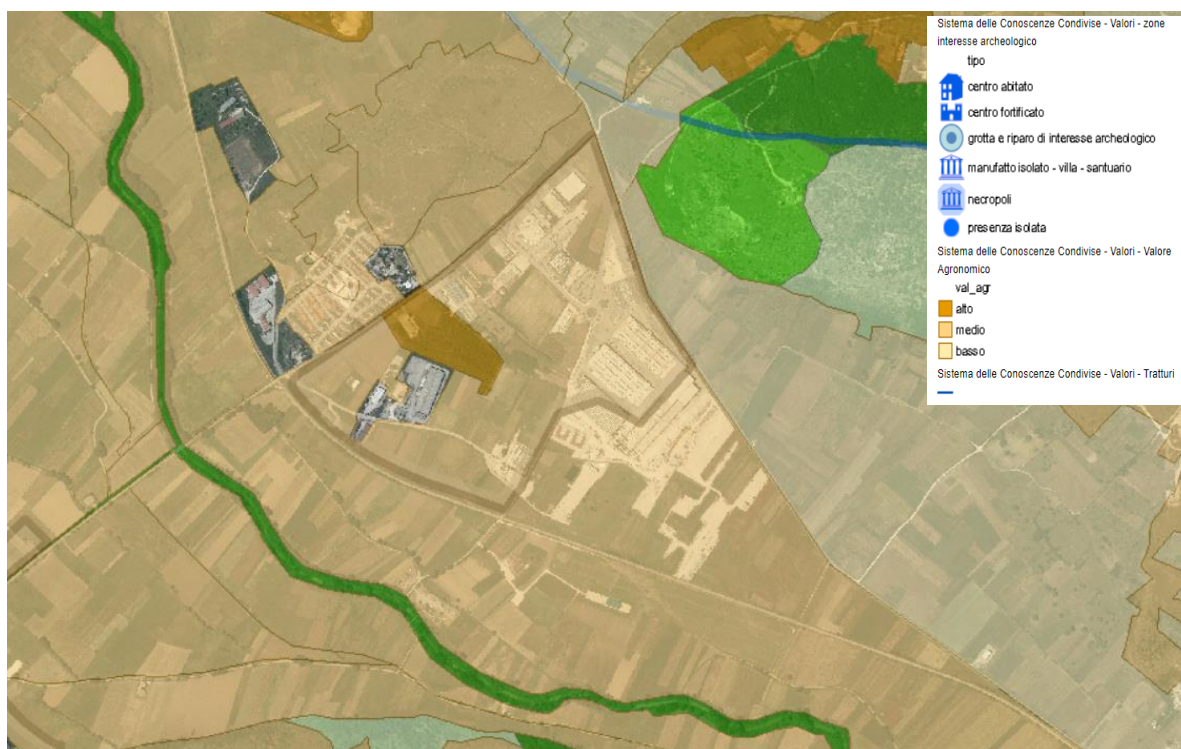 Sistema delle Conoscenze Condivise - Valori - zone
interesse archeologico
tipo
centro abitato
centro fortificato
grotta e riparo di interesse archeologico
manufatto isolato - villa - santuario
necropoli
presenza isolata
Sistema delle Conoscenze Condivise - Valori - Valore
Agronomico
val_agr
alto
medio
basso
Sistema delle Conoscenze Condivise - Valori - Tratturi